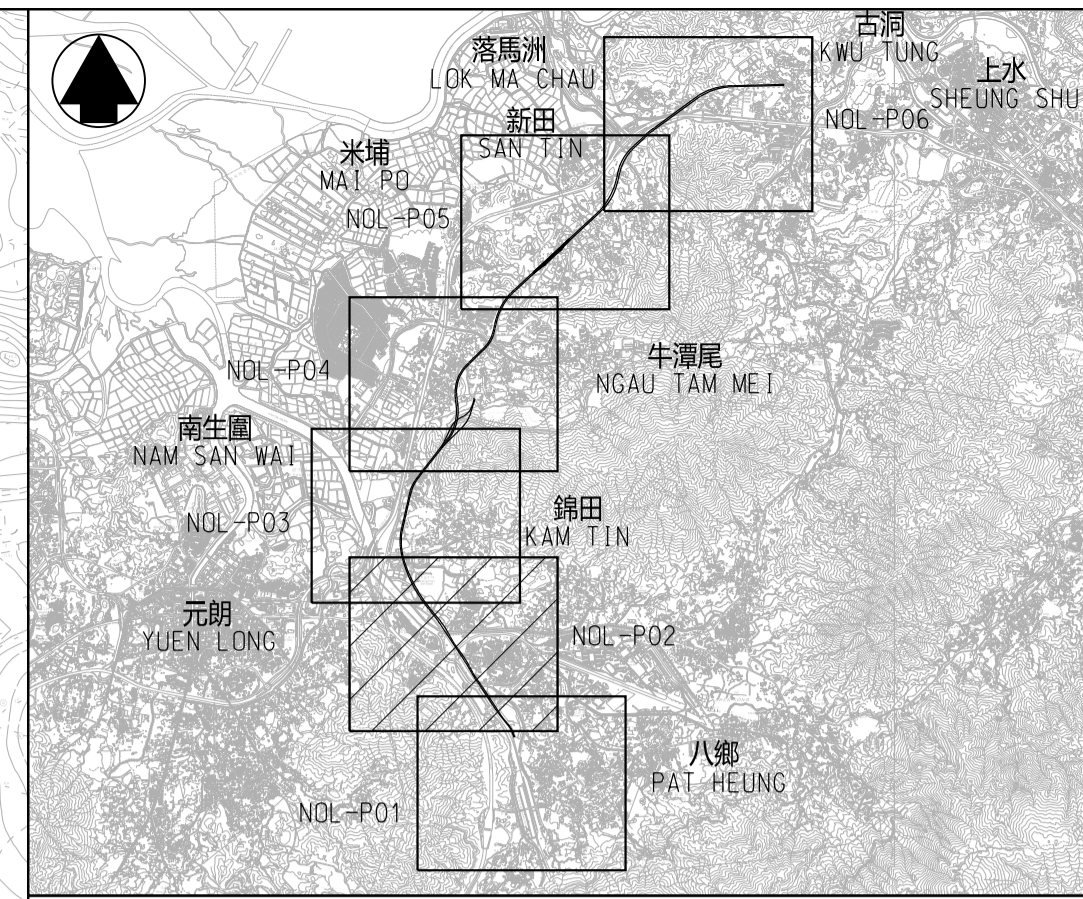 古洞
KWU TUNG
落馬洲
LOK MA CHAU
上水
SHEUNG SHU
新田
SAN TIN
NOL-P06
米埔
MAI PO
NOL-P05
牛潭尾
NGAU TAM MEI
NOL-P04
南生圍
NAM SAN WAI
錦田
KAM TIN
NOL-P03
元朗
YUEN LONG
NOL-P02
八鄉
PAT HEUNG
NOL-P01